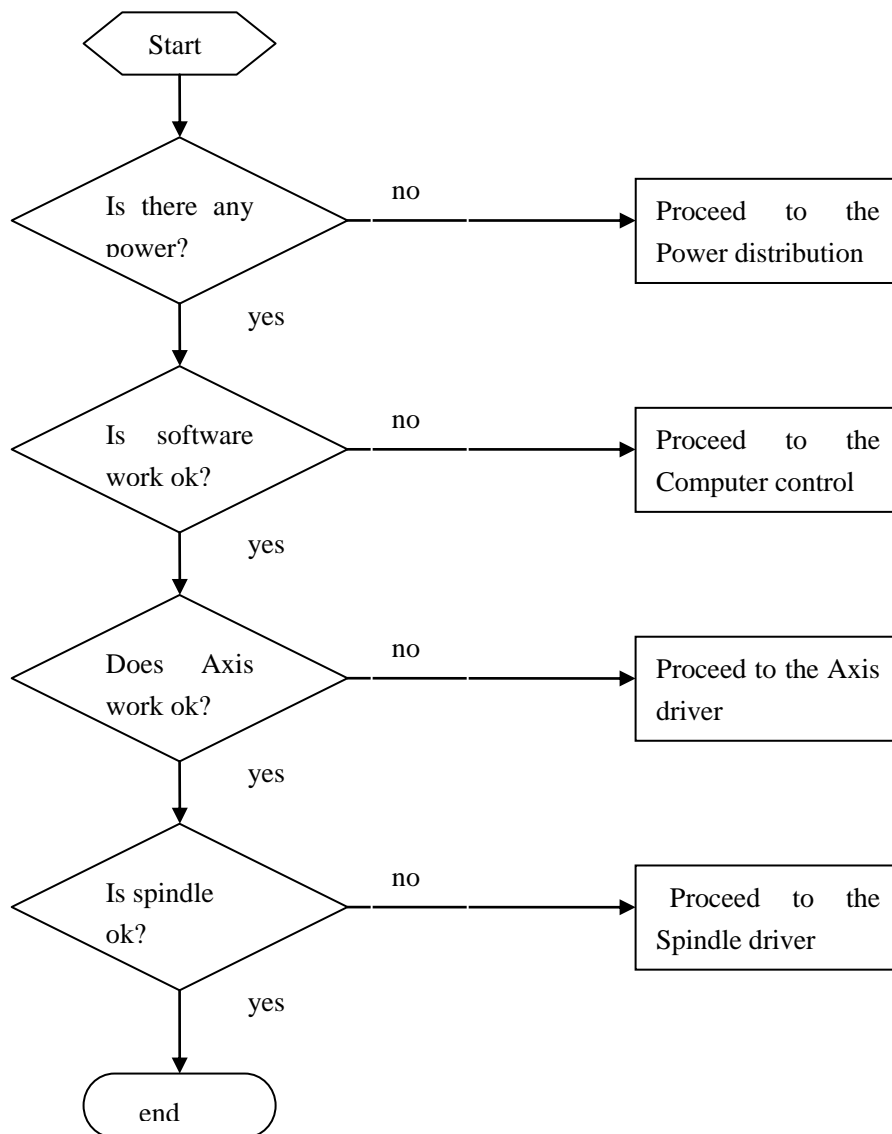 Start
Is there any
power?
no
Proceed to the
Power distribution
yes
Is software
work ok?
no
Proceed to the
Computer control
yes
Does Axis
work ok?
no
Proceed to the Axis
driver
yes
Is spindle
ok?
no
Proceed to the
Spindle driver
yes
end